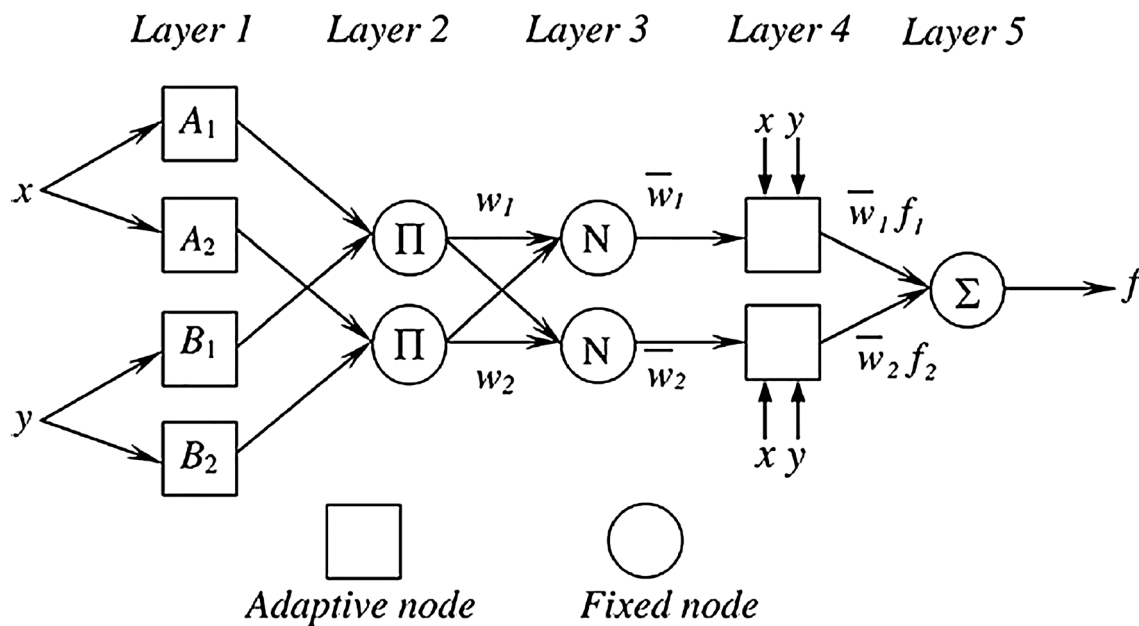 Layer 1 Layer 2 Layer 3 Layer 4 Layer 5
A₁
x y
x
w₁ w̅₁ w̅₁ f₁
A₂
Π N
Σ f
B₁
Π N
w₂ w̅₂ w̅₂ f₂
y
B₂
x y
Adaptive node Fixed node